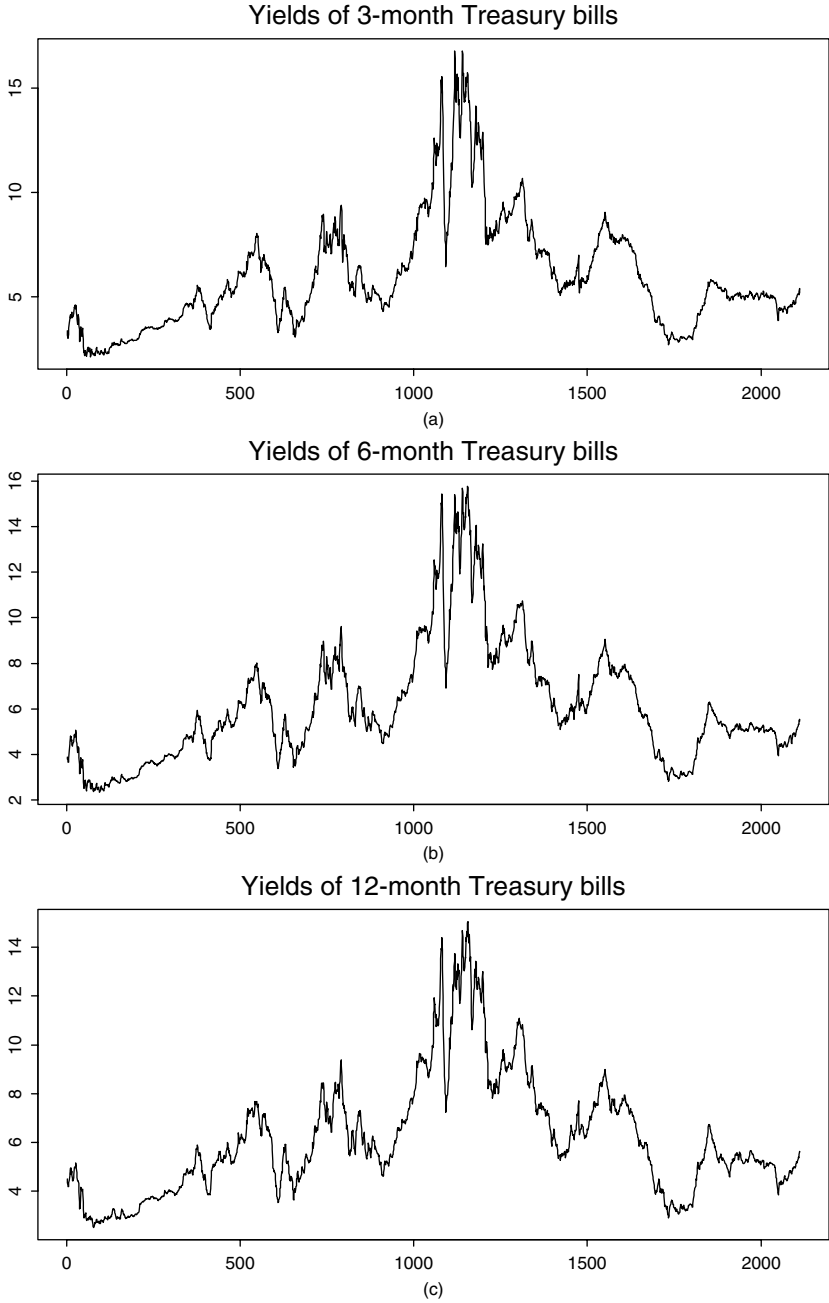 Yields of 3-month Treasury bills
15
10
5
0 500 1000 1500 2000
(a)
Yields of 6-month Treasury bills
16
14
12
10
8
6
4
2
0 500 1000 1500 2000
(b)
Yields of 12-month Treasury bills
14
12
10
8
6
4
0 500 1000 1500 2000
(c)